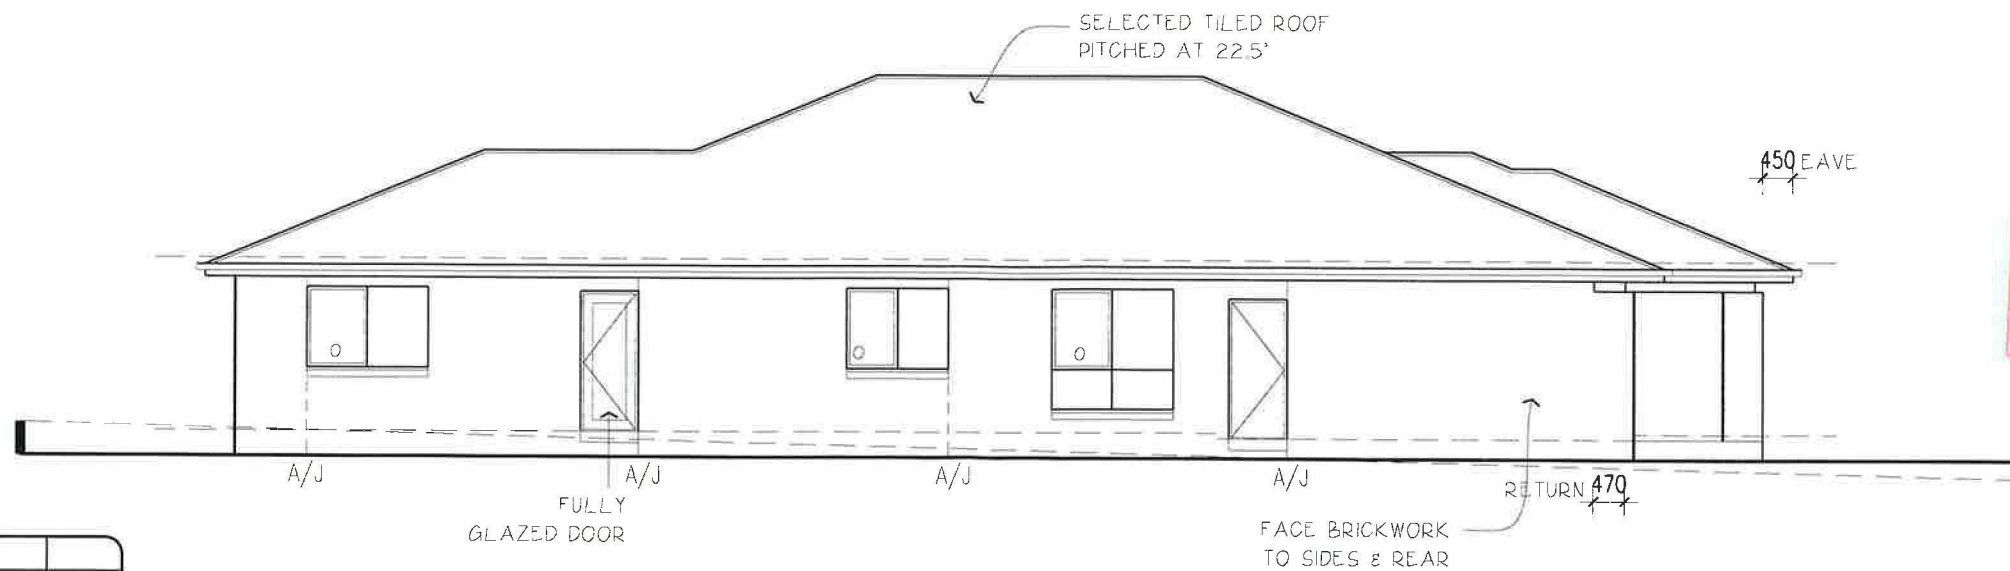 SELECTED TILED ROOF
PITCHED AT 22.5°
450 EAVE
O
O
O
A/J
A/J
A/J
A/J
FULLY
GLAZED DOOR
RETURN 470
FACE BRICKWORK
TO SIDES & REAR